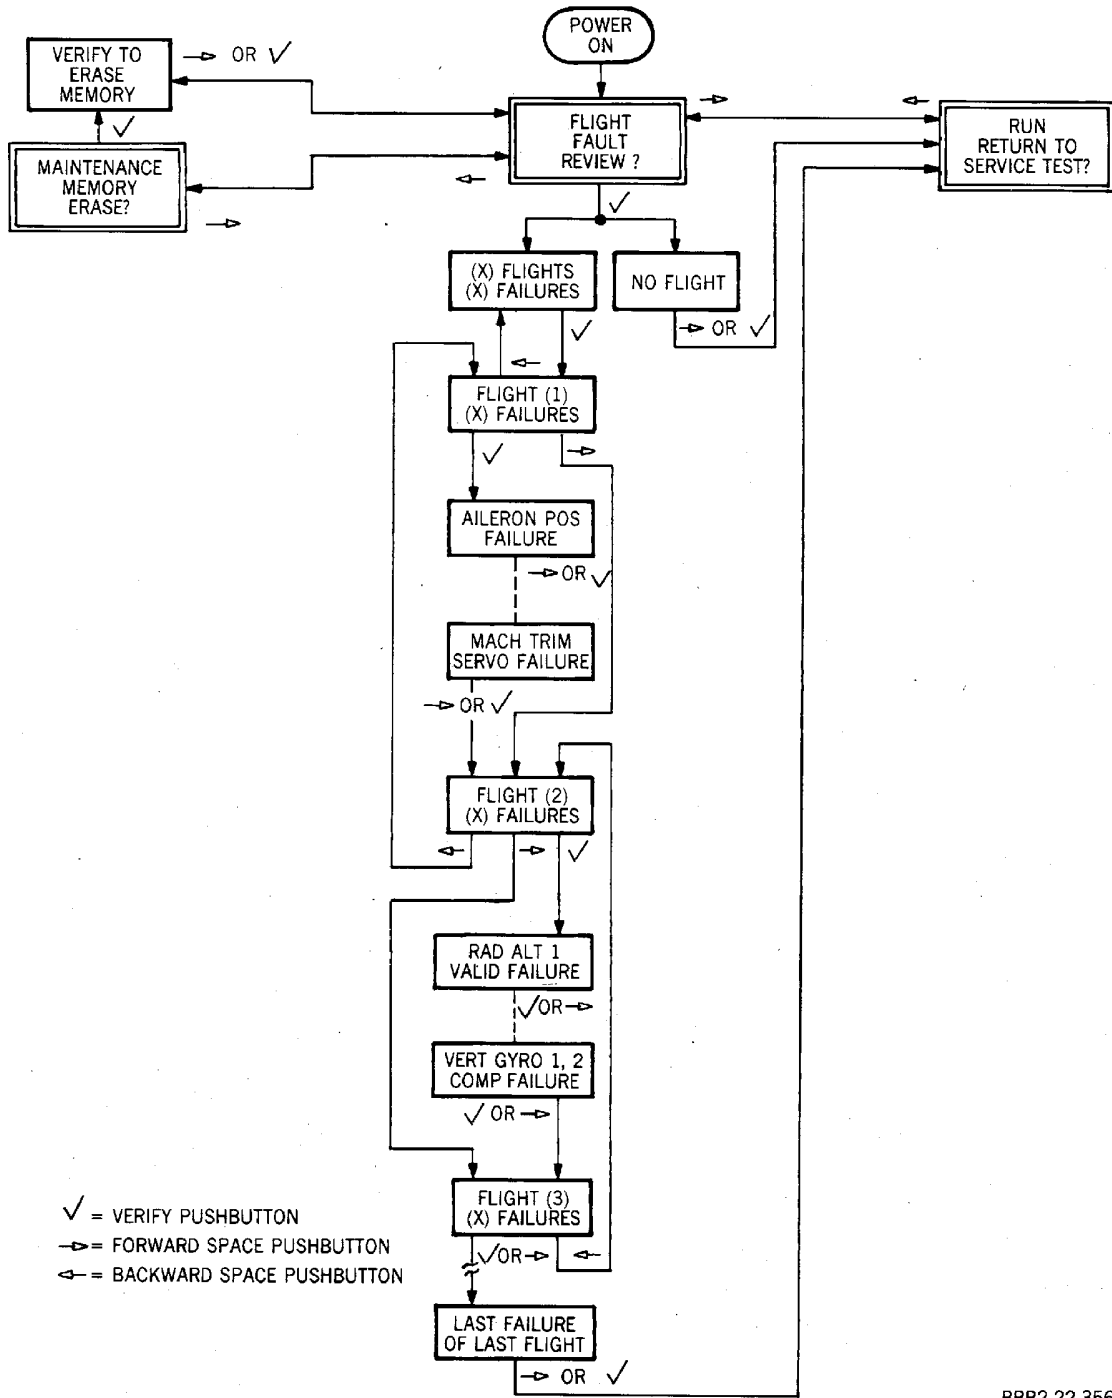 POWER
ON
VERIFY TO
ERASE
MEMORY
⇨ OR ✓
✓
MAINTENANCE
MEMORY
ERASE?
⇨
⇦
FLIGHT
FAULT
REVIEW ?
⇨
⇦
RUN
RETURN TO
SERVICE TEST?
✓
(X) FLIGHTS
(X) FAILURES
NO FLIGHT
⇨ OR ✓
✓
⇦
FLIGHT (1)
(X) FAILURES
✓
⇨
AILERON POS
FAILURE
⇨ OR ✓
MACH TRIM
SERVO FAILURE
⇨ OR ✓
FLIGHT (2)
(X) FAILURES
⇦ ⇨ ✓
RAD ALT 1
VALID FAILURE
✓ OR ⇨
VERT GYRO 1, 2
COMP FAILURE
✓ OR ⇨
FLIGHT (3)
(X) FAILURES
✓ OR ⇨ ⇦
LAST FAILURE
OF LAST FLIGHT
⇨ OR ✓
✓ = VERIFY PUSHBUTTON
⇨ = FORWARD SPACE PUSHBUTTON
⇦ = BACKWARD SPACE PUSHBUTTON